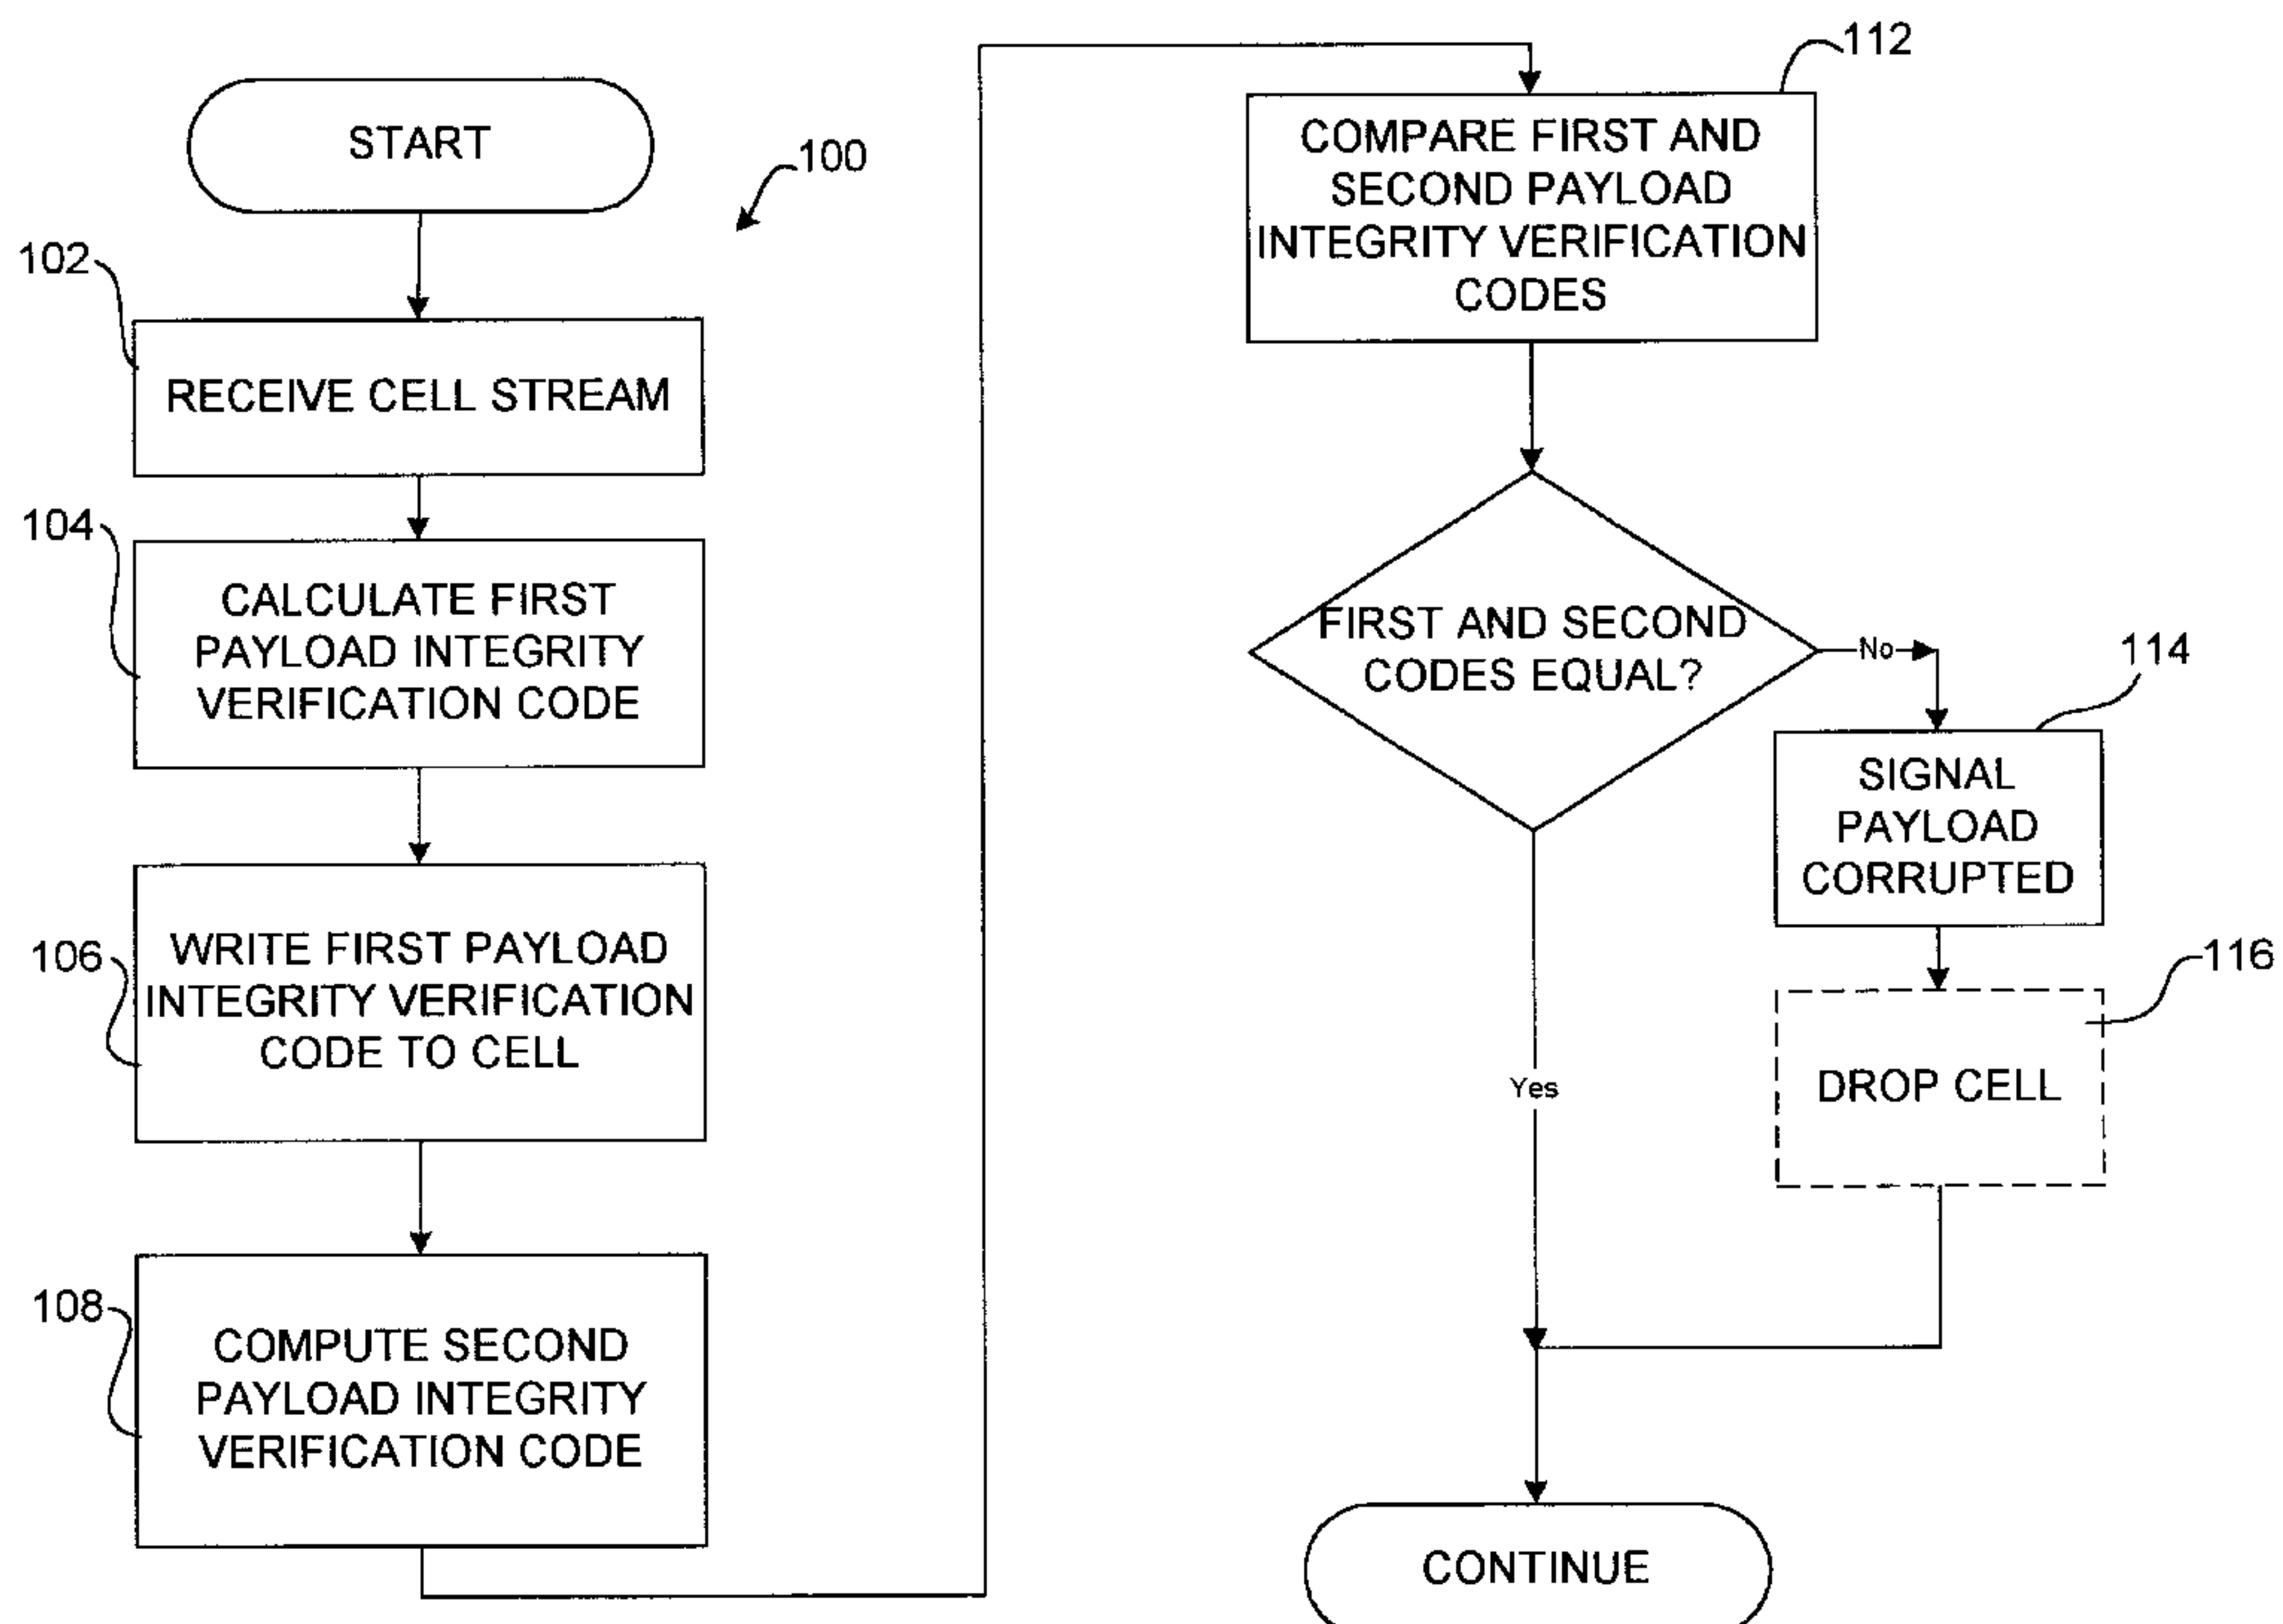 START
100
102
RECEIVE CELL STREAM
104
CALCULATE FIRST
PAYLOAD INTEGRITY
VERIFICATION CODE
106
WRITE FIRST PAYLOAD
INTEGRITY VERIFICATION
CODE TO CELL
108
COMPUTE SECOND
PAYLOAD INTEGRITY
VERIFICATION CODE
112
COMPARE FIRST AND
SECOND PAYLOAD
INTEGRITY VERIFICATION
CODES
FIRST AND SECOND
CODES EQUAL?
No
114
SIGNAL
PAYLOAD
CORRUPTED
116
DROP CELL
Yes
CONTINUE